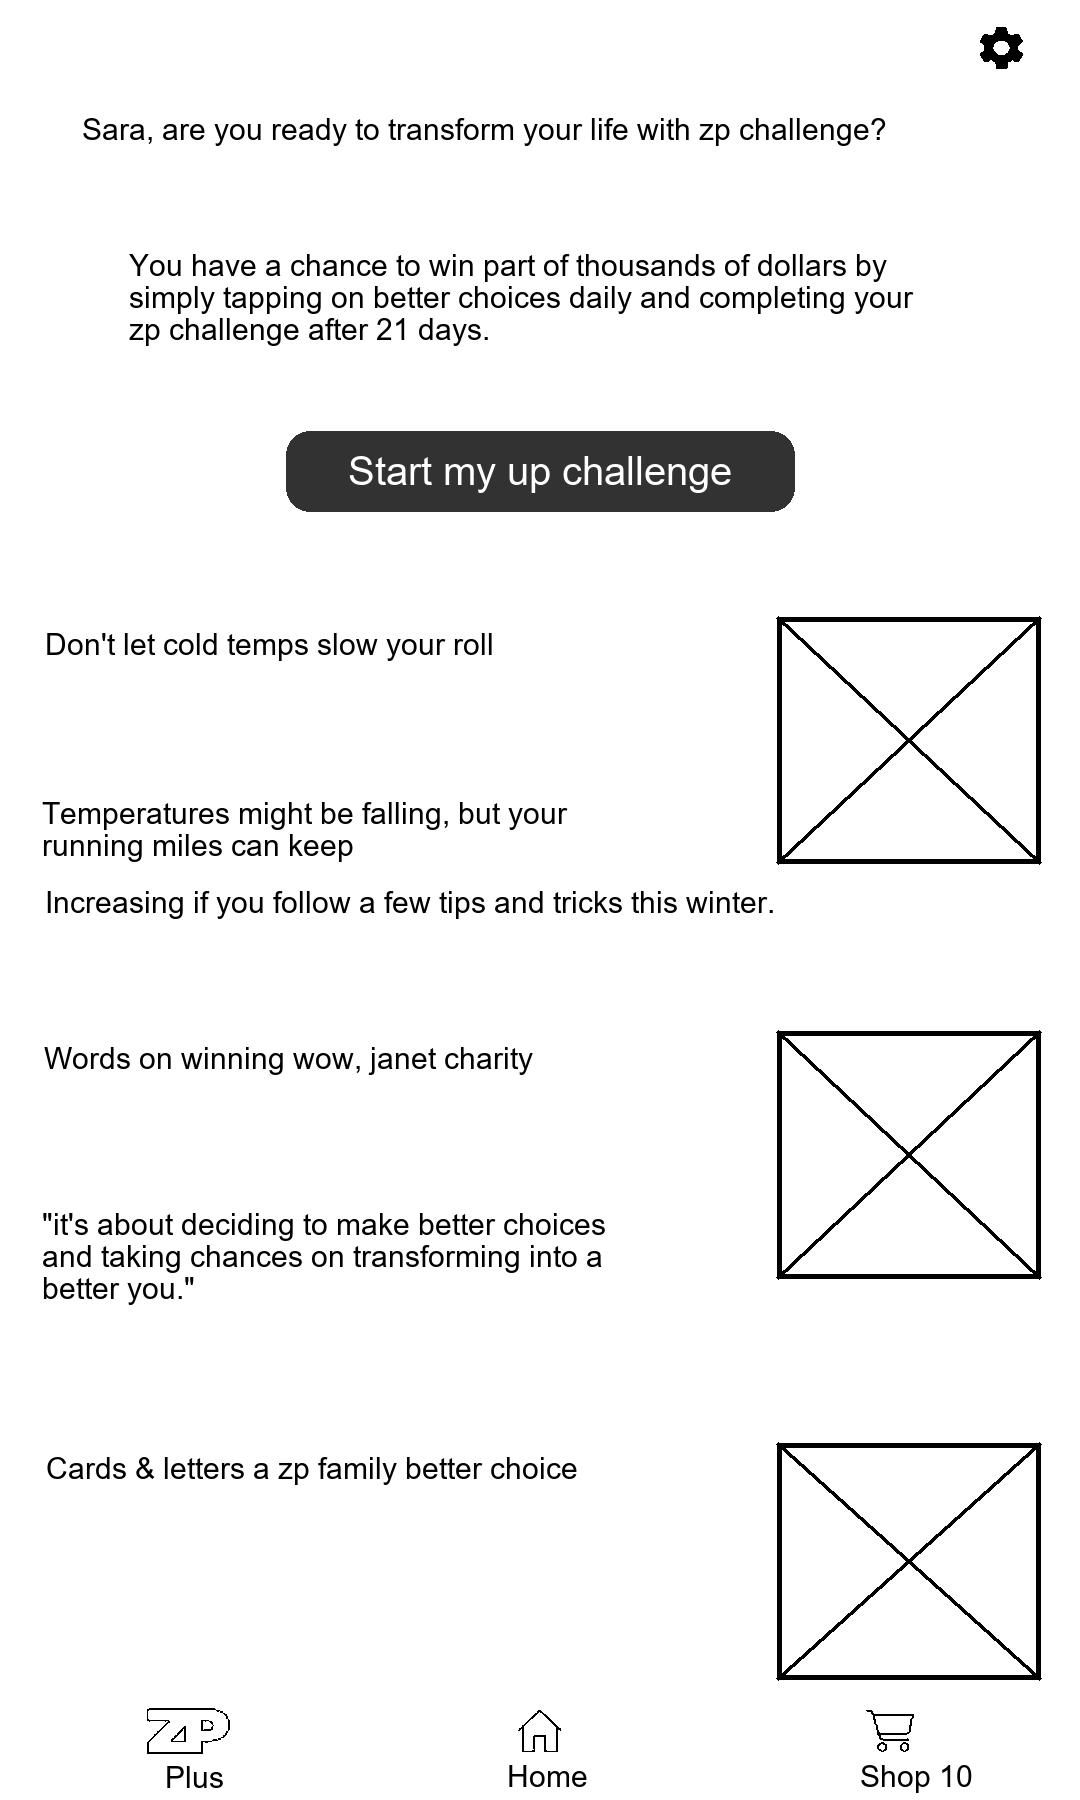 Sara, are you ready to transform your life with zp challenge?
You have a chance to win part of thousands of dollars by
simply tapping on better choices daily and completing your
zp challenge after 21 days.
Start my up challenge
Don't let cold temps slow your roll
Temperatures might be falling, but your
running miles can keep
Increasing if you follow a few tips and tricks this winter.
Words on winning wow, janet charity
"it's about deciding to make better choices
and taking chances on transforming into a
better you."
Cards & letters a zp family better choice
ZP
Plus
Home
Shop 10